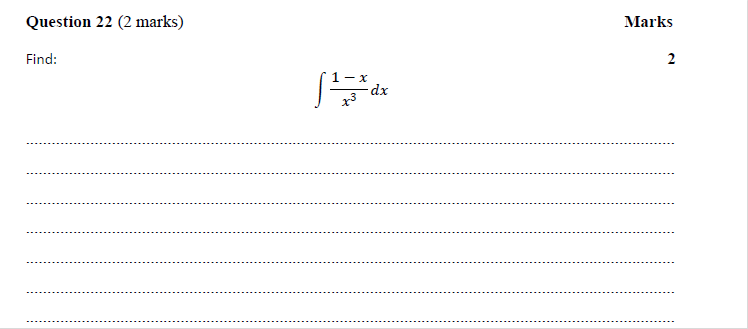 Question 22 (2 marks) Marks
Find: 2
∫ (1 − x)/x³ dx